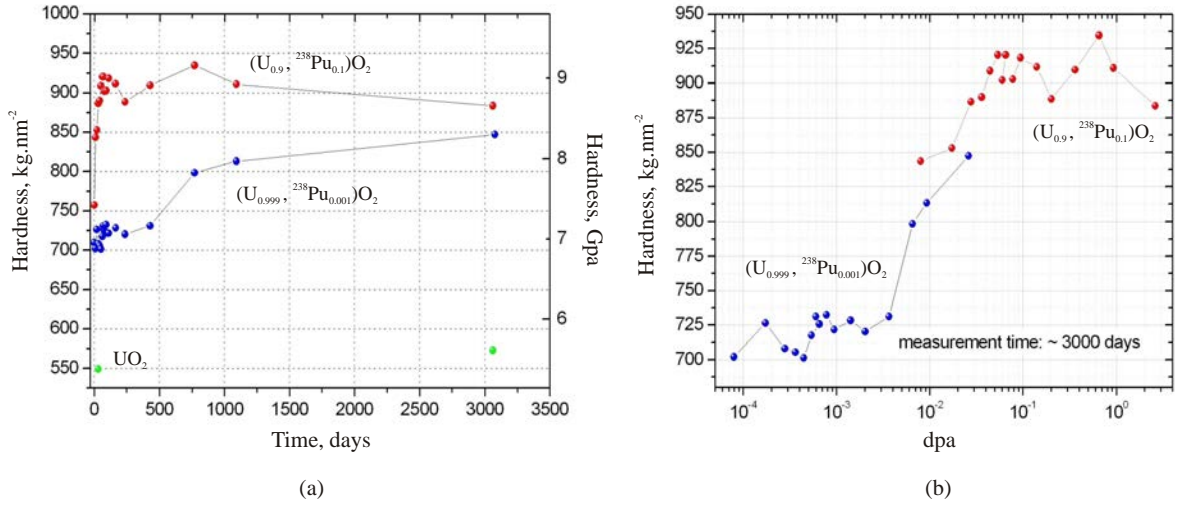 1000
950
900
850
800
750
700
650
600
550
Hardness, kg.nm-2
9
8
7
6
Hardness, Gpa
(U0.9, 238Pu0.1)O2
(U0.999, 238Pu0.001)O2
UO2
0 500 1000 1500 2000 2500 3000 3500
Time, days
(a)
950
925
900
875
850
825
800
775
750
725
700
Hardness, kg.nm-2
(U0.9, 238Pu0.1)O2
(U0.999, 238Pu0.001)O2
measurement time: ~ 3000 days
10-4 10-3 10-2 10-1 100
dpa
(b)